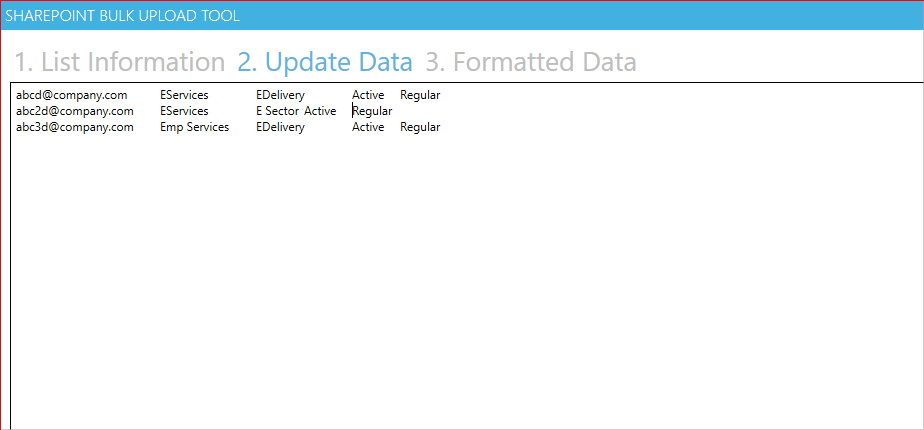 SHAREPOINT BULK UPLOAD TOOL
1. List Information 2. Update Data 3. Formatted Data
abcd@company.com EServices EDelivery Active Regular
abc2d@company.com EServices E Sector Active Regular
abc3d@company.com Emp Services EDelivery Active Regular